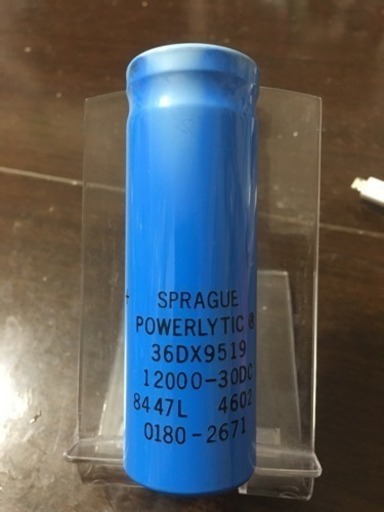 +
SPRAGUE
POWERLYTIC ®
36DX9519
12000-30DC
8447L 4602
0180-2671